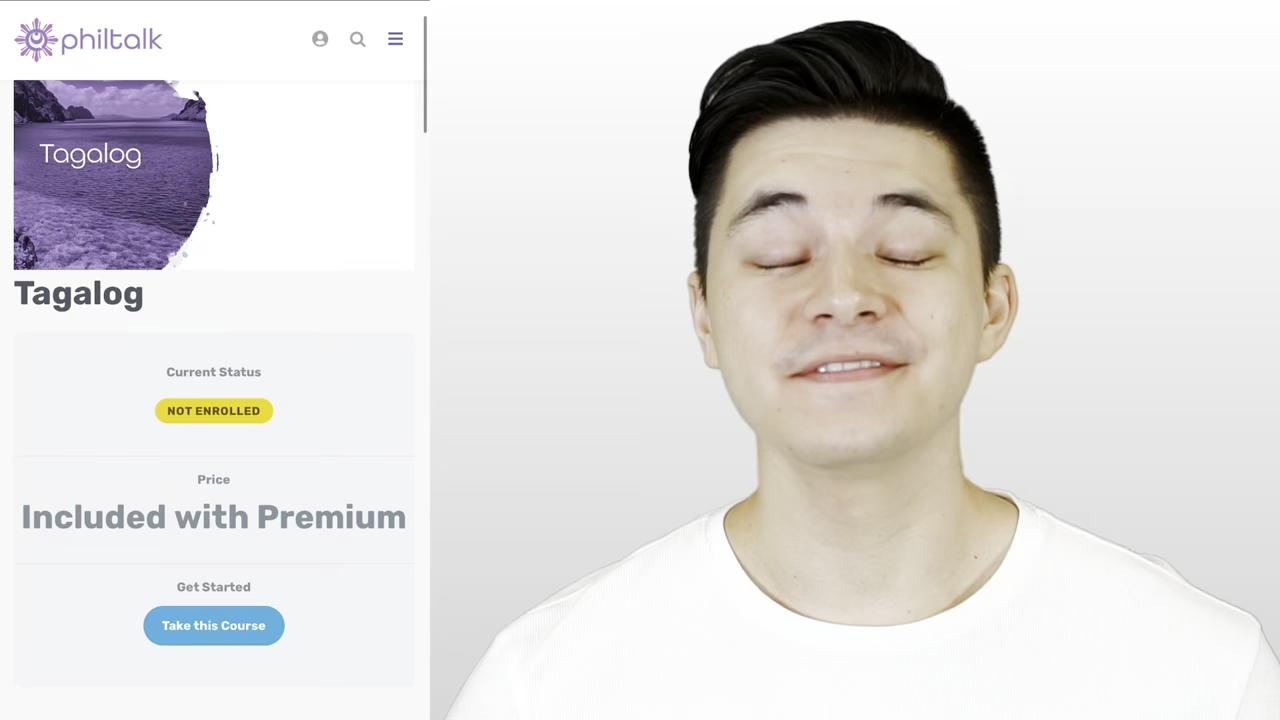 philtalk
Tagalog
Tagalog
Current Status
NOT ENROLLED
Price
Included with Premium
Get Started
Take this Course